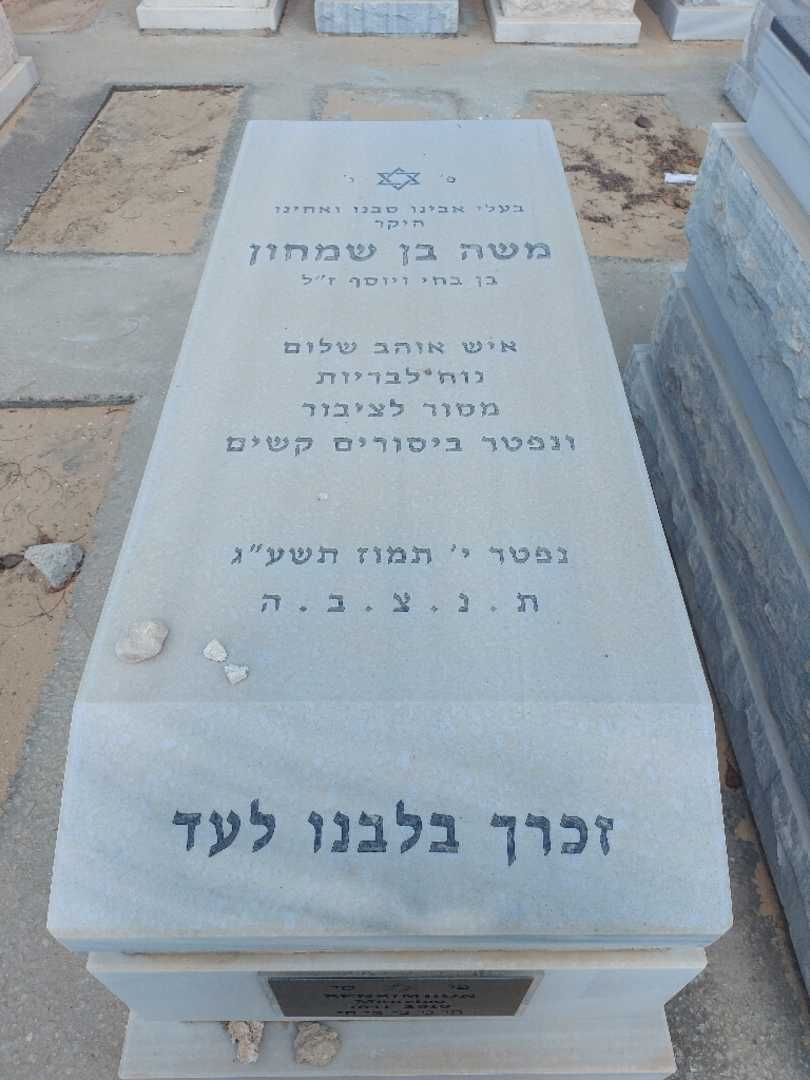 פ' נ'
בעלי אבינו סבנו ואחינו
היקר
משה בן שמחון
בן בחי ויוסף ז"ל
איש אוהב שלום
נוח לבריות
מסור לציבור
ונפטר ביסורים קשים
נפטר י' תמוז תשע"ג
ת . נ . צ . ב . ה
זכרך בלבנו לעד
BENSIMHUN